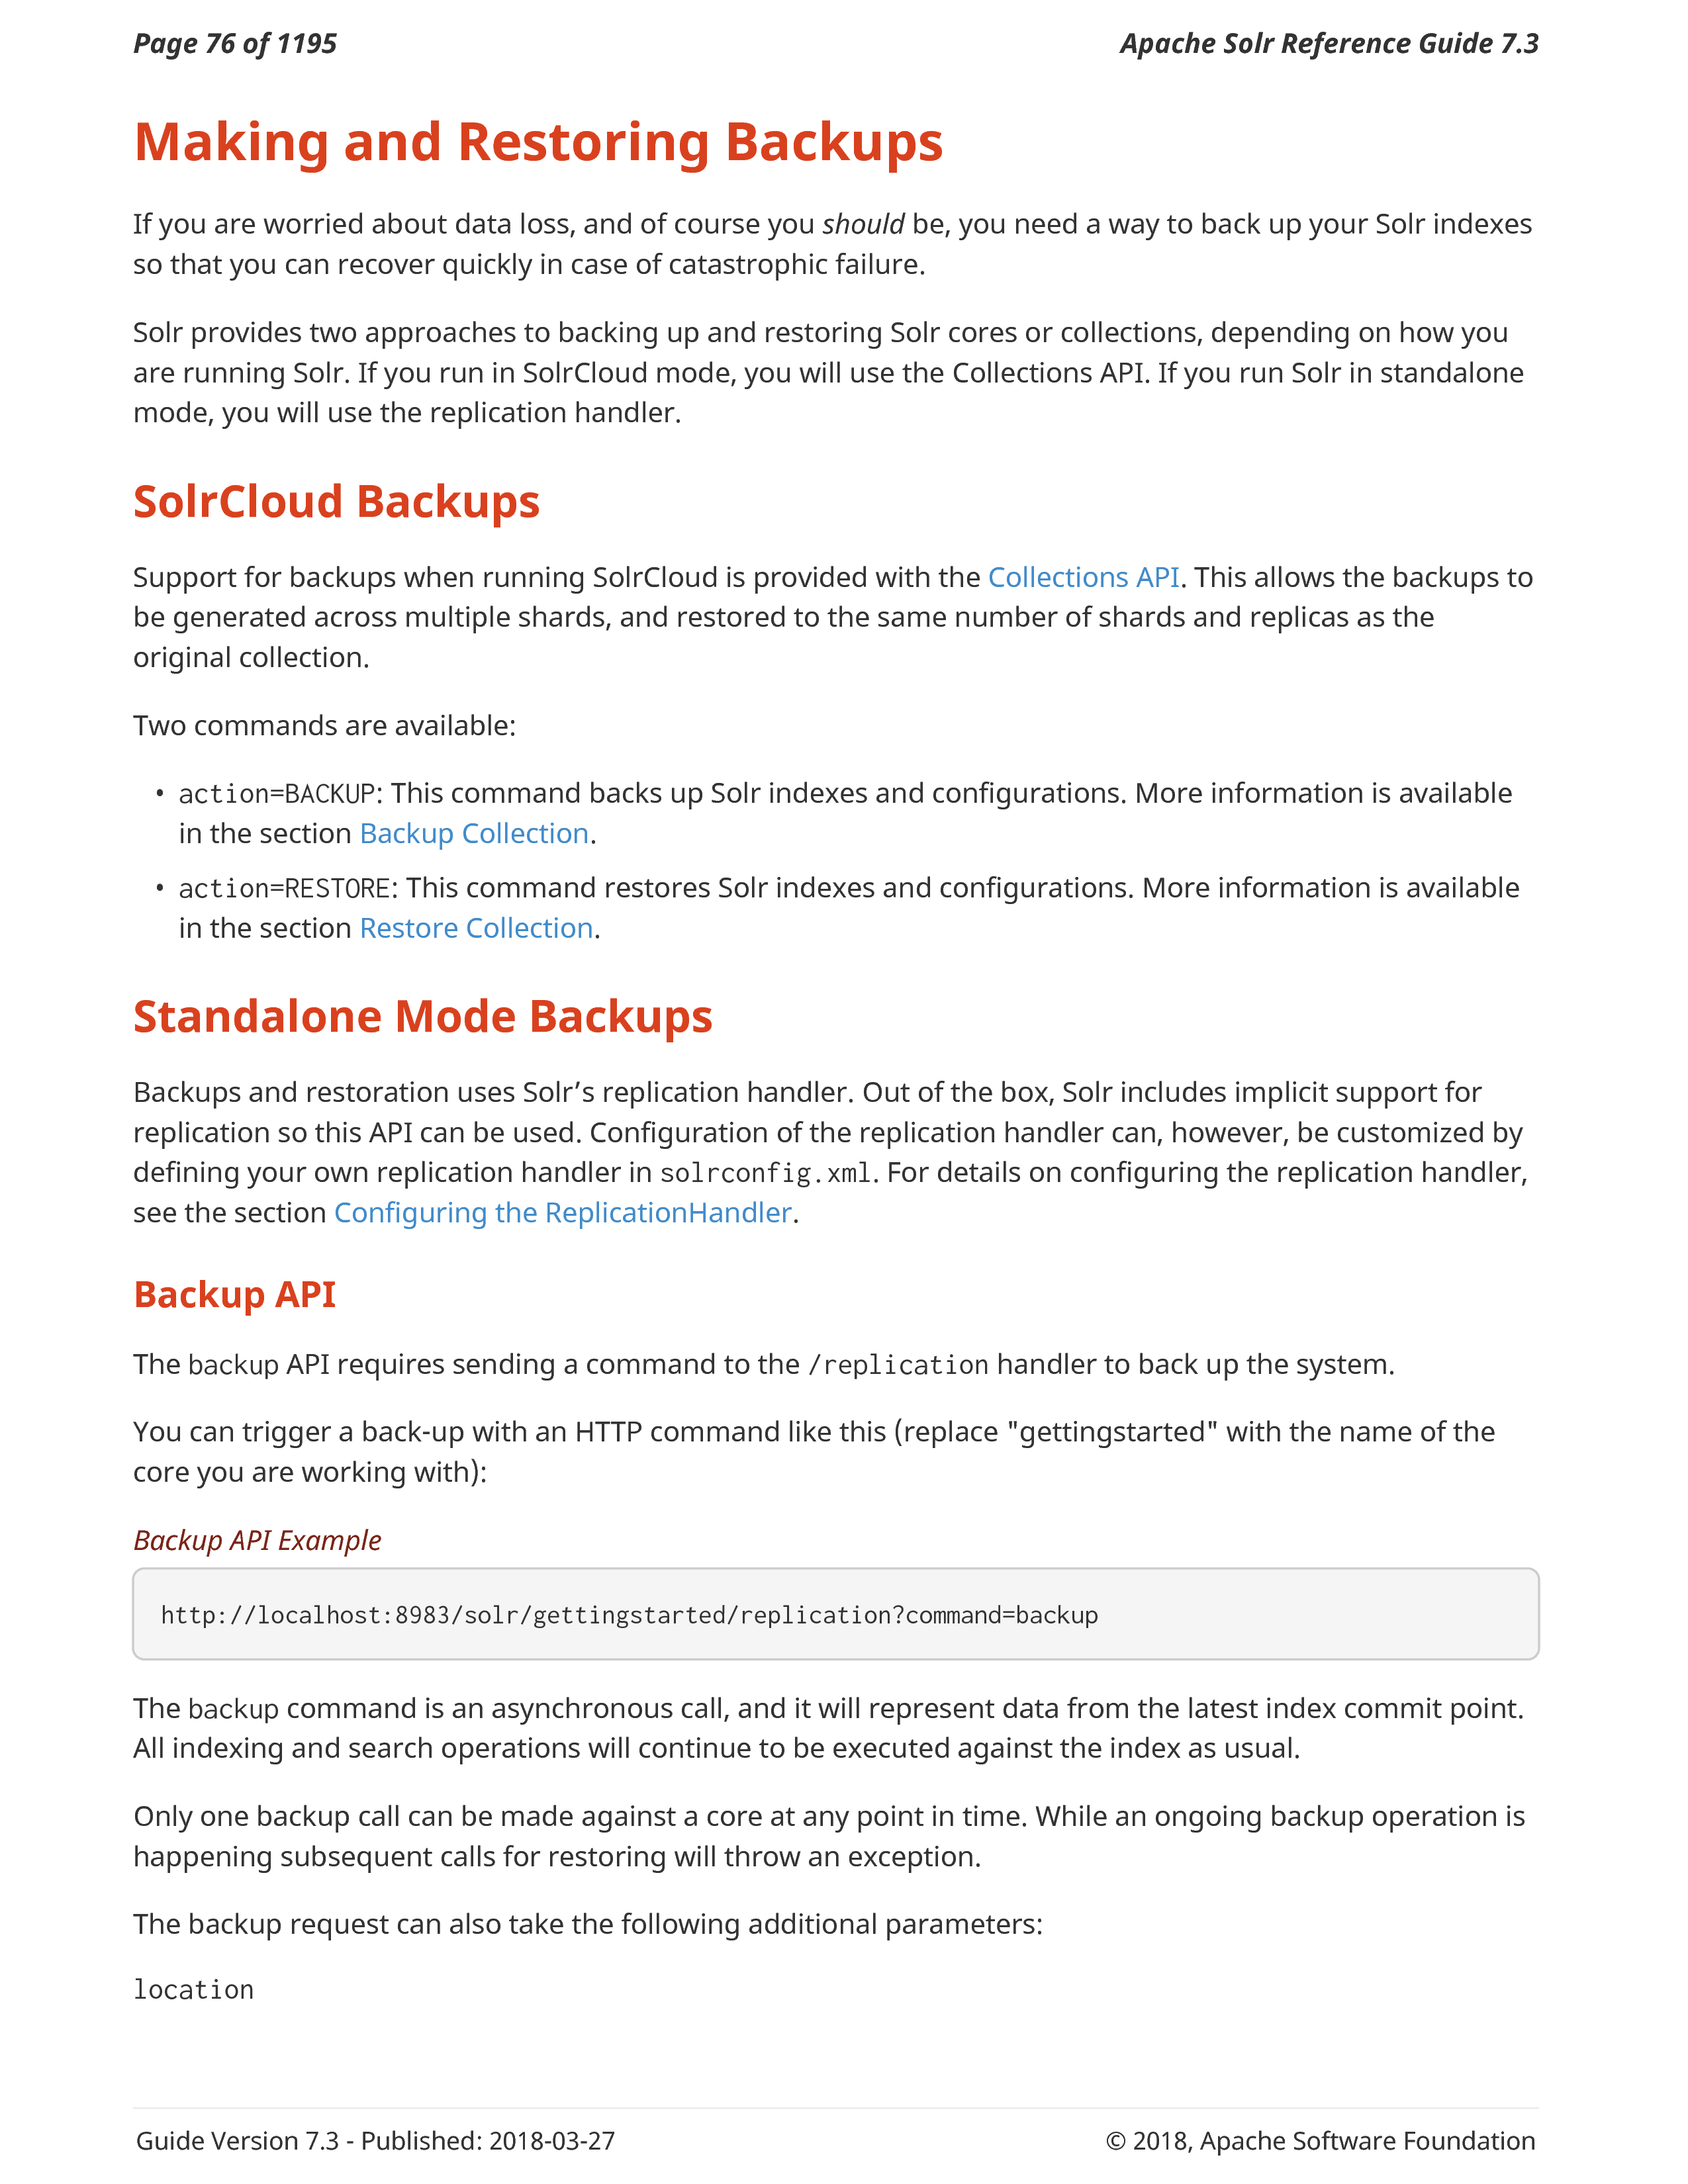 Page 76 of 1195
Apache Solr Reference Guide 7.3
Making and Restoring Backups
If you are worried about data loss, and of course you should be, you need a way to back up your Solr indexes
so that you can recover quickly in case of catastrophic failure.
Solr provides two approaches to backing up and restoring Solr cores or collections, depending on how you
are running Solr. If you run in SolrCloud mode, you will use the Collections API. If you run Solr in standalone
mode, you will use the replication handler.
SolrCloud Backups
Support for backups when running SolrCloud is provided with the Collections API. This allows the backups to
be generated across multiple shards, and restored to the same number of shards and replicas as the
original collection.
Two commands are available:
• action=BACKUP: This command backs up Solr indexes and configurations. More information is available
in the section Backup Collection.
• action=RESTORE: This command restores Solr indexes and configurations. More information is available
in the section Restore Collection.
Standalone Mode Backups
Backups and restoration uses Solr’s replication handler. Out of the box, Solr includes implicit support for
replication so this API can be used. Configuration of the replication handler can, however, be customized by
defining your own replication handler in solrconfig.xml. For details on configuring the replication handler,
see the section Configuring the ReplicationHandler.
Backup API
The backup API requires sending a command to the /replication handler to back up the system.
You can trigger a back-up with an HTTP command like this (replace "gettingstarted" with the name of the
core you are working with):
Backup API Example
http://localhost:8983/solr/gettingstarted/replication?command=backup
The backup command is an asynchronous call, and it will represent data from the latest index commit point.
All indexing and search operations will continue to be executed against the index as usual.
Only one backup call can be made against a core at any point in time. While an ongoing backup operation is
happening subsequent calls for restoring will throw an exception.
The backup request can also take the following additional parameters:
location
Guide Version 7.3 - Published: 2018-03-27
© 2018, Apache Software Foundation